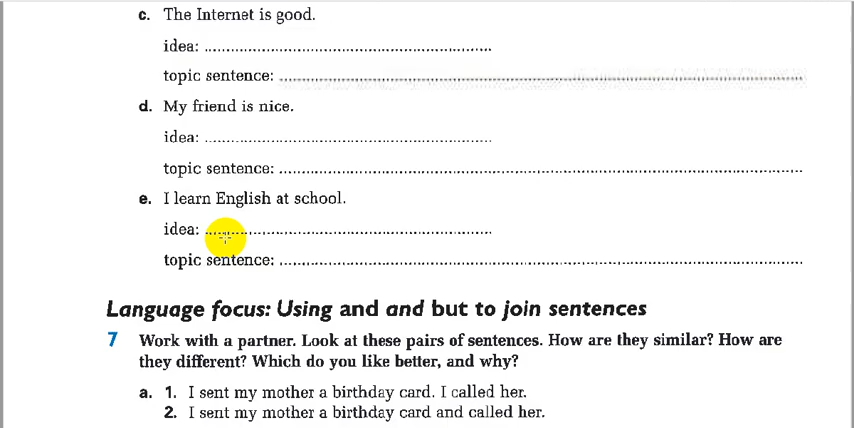 c. The Internet is good.
idea: ......................................................................
topic sentence: ......................................................................
d. My friend is nice.
idea: ......................................................................
topic sentence: ......................................................................
e. I learn English at school.
idea: ......................................................................
topic sentence: ......................................................................
Language focus: Using and and but to join sentences
7 Work with a partner. Look at these pairs of sentences. How are they similar? How are
they different? Which do you like better, and why?
a. 1. I sent my mother a birthday card. I called her.
2. I sent my mother a birthday card and called her.